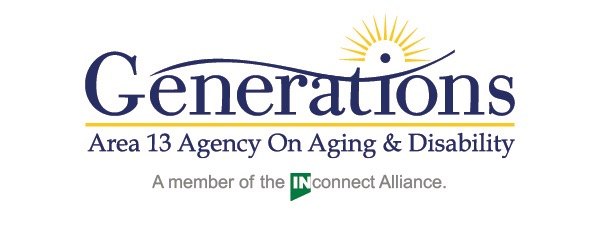 Generations
Area 13 Agency On Aging & Disability
A member of the INconnect Alliance.